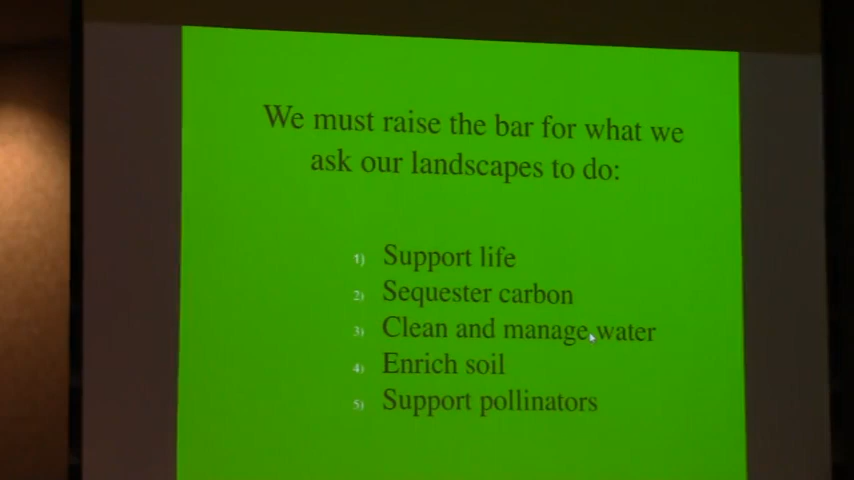 We must raise the bar for what we
ask our landscapes to do:
1) Support life
2) Sequester carbon
3) Clean and manage water
4) Enrich soil
5) Support pollinators